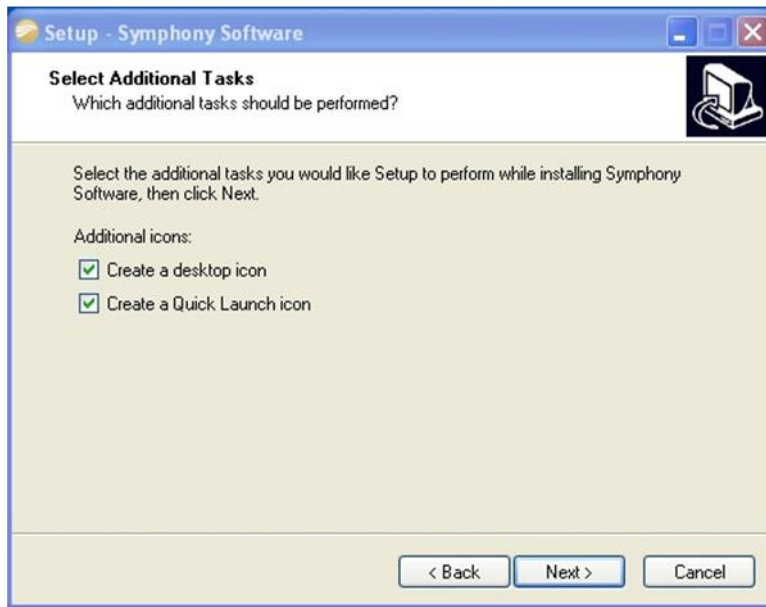 Setup - Symphony Software
Select Additional Tasks
Which additional tasks should be performed?
Select the additional tasks you would like Setup to perform while installing Symphony
Software, then click Next.
Additional icons:
Create a desktop icon
Create a Quick Launch icon
< Back Next > Cancel